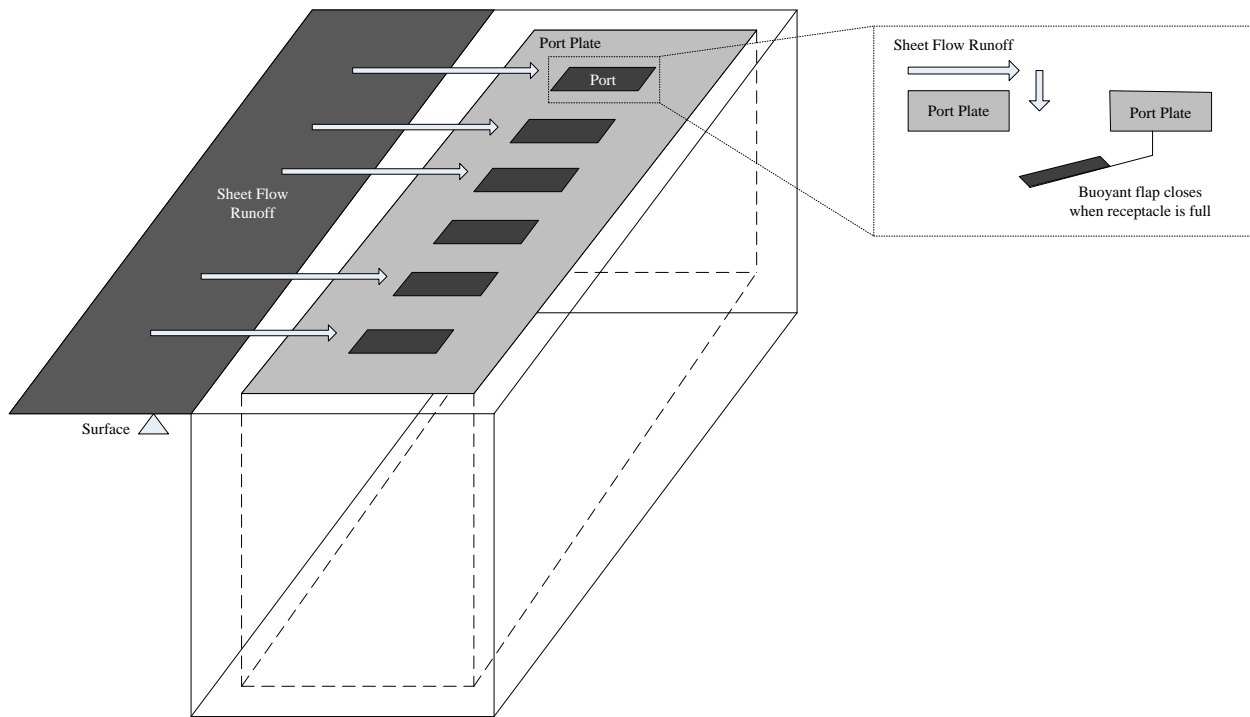 Port Plate
Port
Sheet Flow
Runoff
Surface
Sheet Flow Runoff
Port Plate
Port Plate
Buoyant flap closes
when receptacle is full